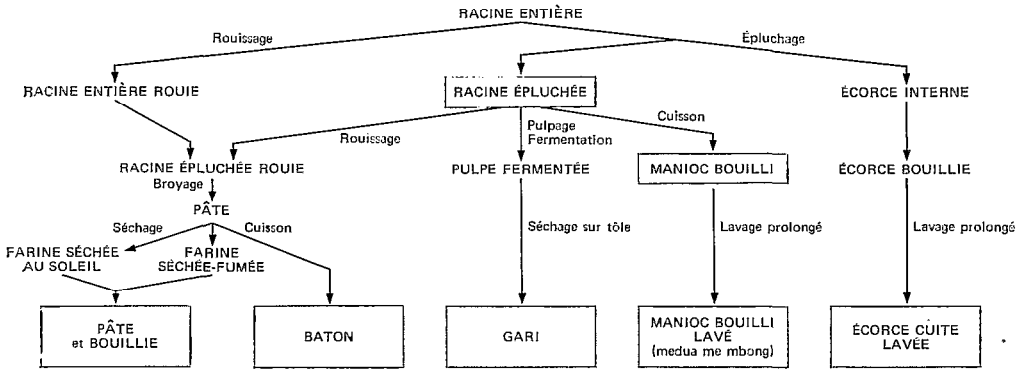 RACINE ENTIÈRE
Rouissage
Épluchage
RACINE ENTIÈRE ROUIE
RACINE ÉPLUCHÉE
ÉCORCE INTERNE
Rouissage
Pulpage
Fermentation
Cuisson
RACINE ÉPLUCHÉE ROUIE
PULPE FERMENTÉE
MANIOC BOUILLI
ÉCORCE BOUILLIE
Broyage
PÂTE
Séchage
Cuisson
Séchage sur tôle
Lavage prolongé
Lavage prolongé
FARINE SÉCHÉE
AU SOLEIL
FARINE
SÉCHÉE-FUMÉE
PÂTE
et BOUILLIE
BATON
GARI
MANIOC BOUILLI
LAVÉ
(medua me mbong)
ÉCORCE CUITE
LAVÉE